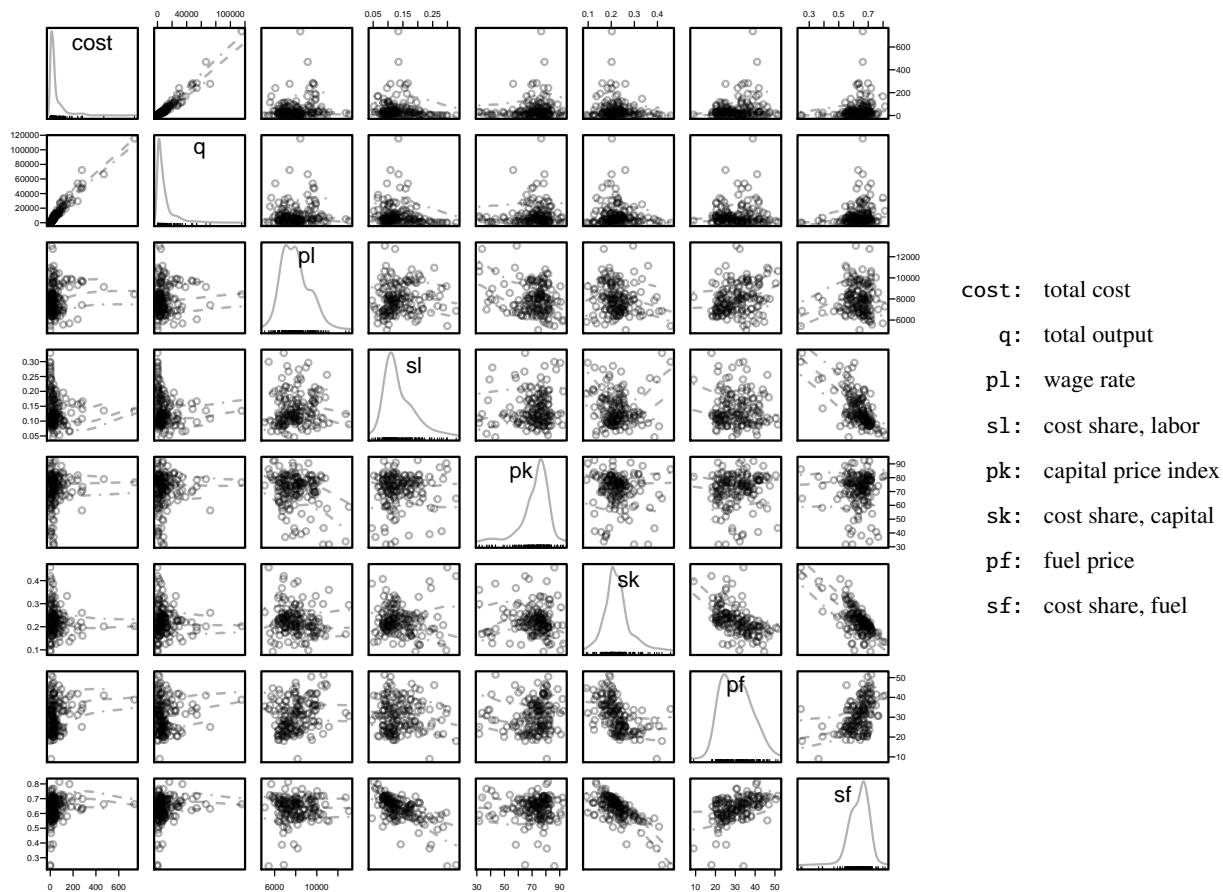 0 40000 100000 0.05 0.15 0.25 0.1 0.2 0.3 0.4 0.3 0.5 0.7
cost
0 200 400 600
0 20000 40000 60000 80000 100000 120000
q
pl
6000 8000 10000 12000
0.05 0.10 0.15 0.20 0.25 0.30
sl
pk
30 40 50 60 70 80 90
0.1 0.2 0.3 0.4
sk
pf
10 20 30 40 50
0.3 0.4 0.5 0.6 0.7 0.8
sf
0 200 400 600 6000 10000 30 50 70 90 10 20 30 40 50
cost: total cost
q: total output
pl: wage rate
sl: cost share, labor
pk: capital price index
sk: cost share, capital
pf: fuel price
sf: cost share, fuel